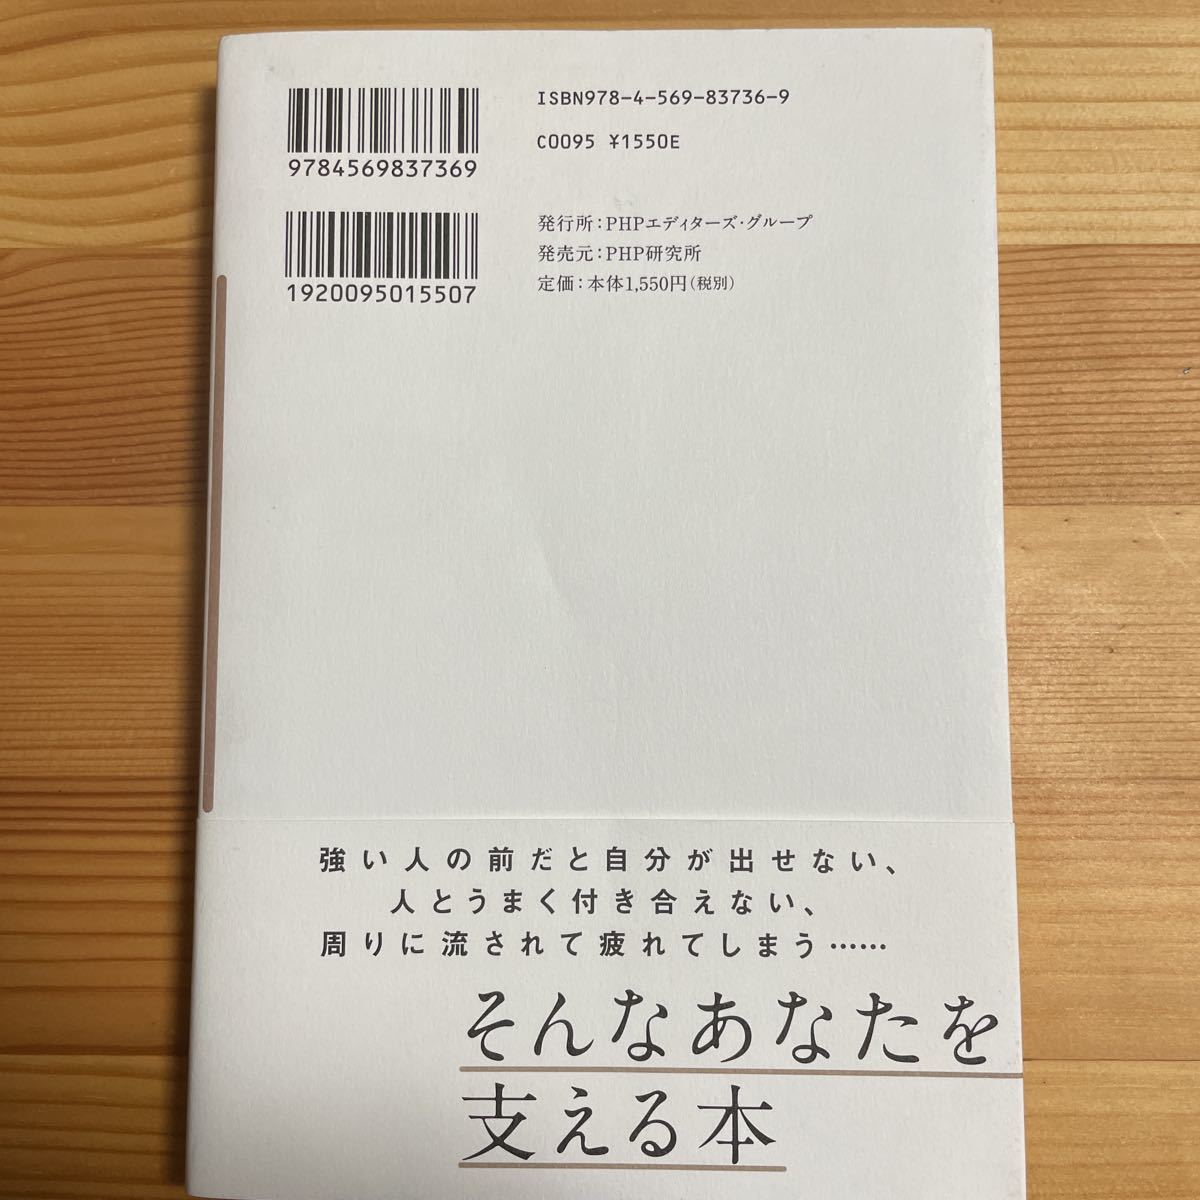 ISBN978-4-569-83736-9
9784569837369
C0095 ¥1550E
1920095015507
発行所：PHPエディターズ・グループ
発売元：PHP研究所
定価：本体1,550円（税別）
強い人の前だと自分が出せない、
人とうまく付き合えない、
周りに流されて疲れてしまう……
そんなあなたを
支える本